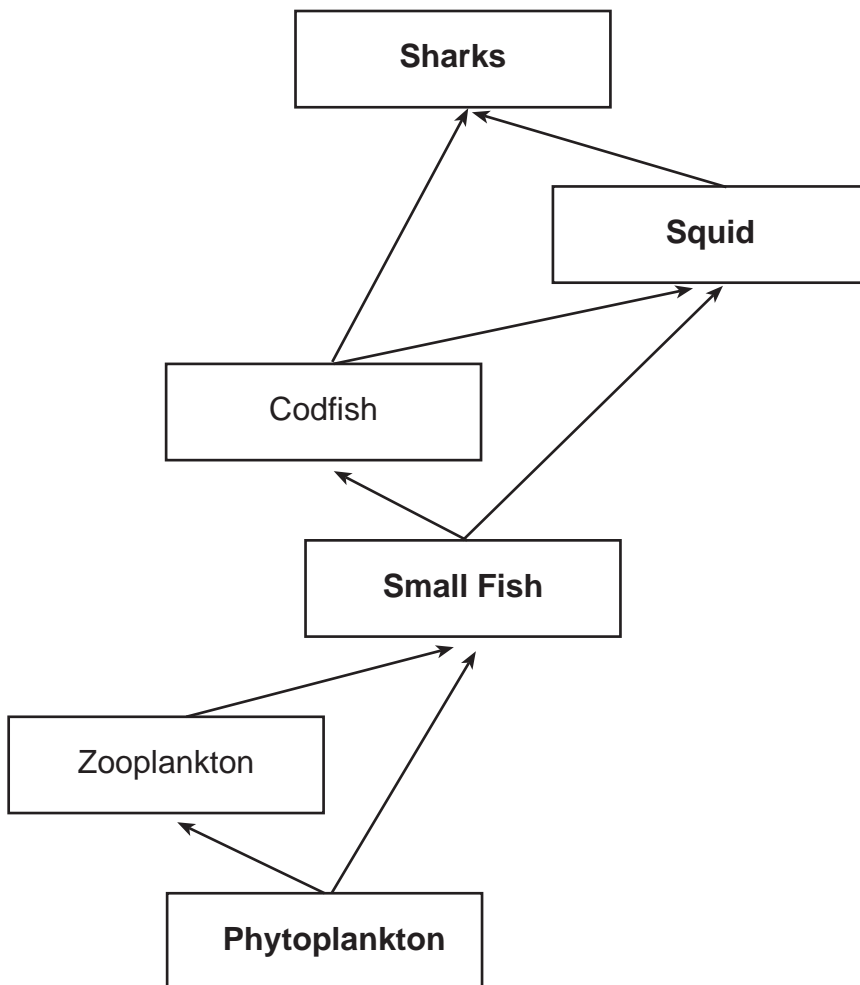 Sharks
Squid
Codfish
Small Fish
Zooplankton
Phytoplankton